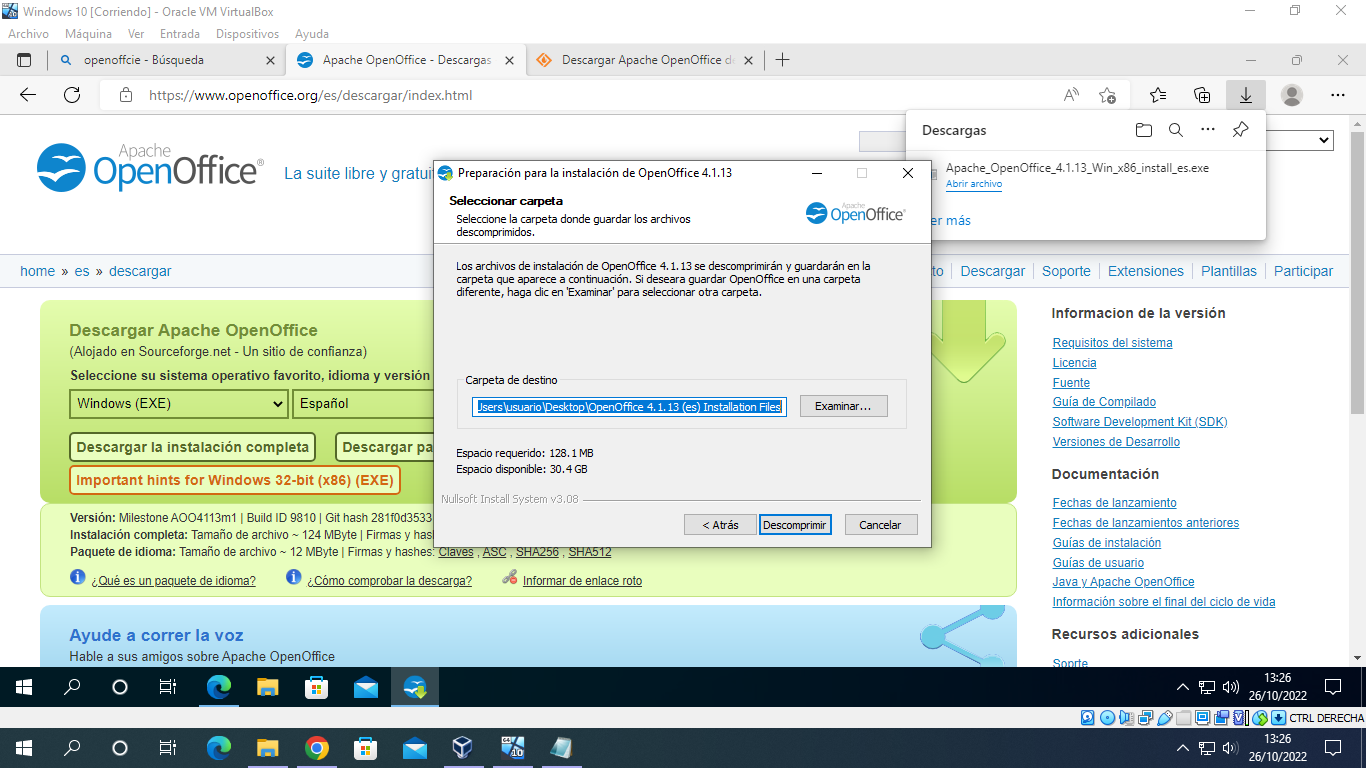 Windows 10 [Corriendo] - Oracle VM VirtualBox
Archivo Máquina Ver Entrada Dispositivos Ayuda
openoffcie - Búsqueda
Apache OpenOffice - Descargas
Descargar Apache OpenOffice de
https://www.openoffice.org/es/descargar/index.html
Descargas
Apache_OpenOffice_4.1.13_Win_x86_install_es.exe
Abrir archivo
er más
Apache
OpenOffice®
La suite libre y gratuit
home » es » descargar
to Descargar Soporte Extensiones Plantillas Participar
Preparación para la instalación de OpenOffice 4.1.13
Seleccionar carpeta
Seleccione la carpeta donde guardar los archivos
descomprimidos.
Apache
OpenOffice
Los archivos de instalación de OpenOffice 4.1.13 se descomprimirán y guardarán en la
carpeta que aparece a continuación. Si deseara guardar OpenOffice en una carpeta
diferente, haga clic en 'Examinar' para seleccionar otra carpeta.
Carpeta de destino
Jsers\usuario\Desktop\OpenOffice 4.1.13 (es) Installation Files
Examinar...
Espacio requerido: 128.1 MB
Espacio disponible: 30.4 GB
Nullsoft Install System v3.08
< Atrás Descomprimir Cancelar
Descargar Apache OpenOffice
(Alojado en Sourceforge.net - Un sitio de confianza)
Seleccione su sistema operativo favorito, idioma y versión
Windows (EXE) Español
Descargar la instalación completa Descargar pa
Important hints for Windows 32-bit (x86) (EXE)
Versión: Milestone AOO4113m1 | Build ID 9810 | Git hash 281f0d3533
Instalación completa: Tamaño de archivo ~ 124 MByte | Firmas y has
Paquete de idioma: Tamaño de archivo ~ 12 MByte | Firmas y hashes: Claves , ASC , SHA256 , SHA512
¿Qué es un paquete de idioma? ¿Cómo comprobar la descarga? Informar de enlace roto
Ayude a correr la voz
Hable a sus amigos sobre Apache OpenOffice
Informacion de la versión
Requisitos del sistema
Licencia
Fuente
Guía de Compilado
Software Development Kit (SDK)
Versiones de Desarrollo
Documentación
Fechas de lanzamiento
Fechas de lanzamientos anteriores
Guías de instalación
Guías de usuario
Java y Apache OpenOffice
Información sobre el final del ciclo de vida
Recursos adicionales
Soprte
13:26
26/10/2022
CTRL DERECHA
13:26
26/10/2022